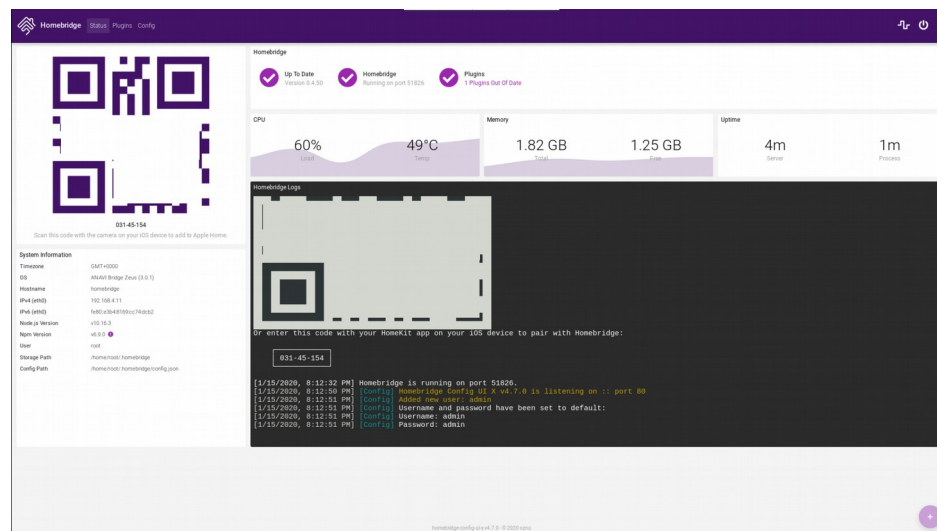 Homebridge Status Plugins Config
031-45-154
Scan this code with the camera on your iOS device to add to Apple Home.
System Information
Timezone GMT+0000
OS ANAVI Bridge Zeus (3.0.1)
Hostname homebridge
IPv4 (eth0) 192.168.4.11
IPv6 (eth0)
Node.js Version v10.16.3
Npm Version v6.9.0
User root
Storage Path /home/root/.homebridge
Config Path /home/root/.homebridge/config.json
Homebridge
Up To Date
Version 0.4.50
Homebridge
Running on port 51826
Plugins
1 Plugins Out Of Date
CPU
60%
Load
49°C
Temp
Memory
1.82 GB
Total
1.25 GB
Free
Uptime
4m
Server
1m
Process
Homebridge Logs
Or enter this code with your HomeKit app on your iOS device to pair with Homebridge:
031-45-154
[1/15/2020, 8:12:32 PM] Homebridge is running on port 51826.
[1/15/2020, 8:12:50 PM] [Config] Homebridge Config UI X v4.7.0 is listening on :: port 80
[1/15/2020, 8:12:51 PM] [Config] Added new user: admin
[1/15/2020, 8:12:51 PM] [Config] Username and password have been set to default:
[1/15/2020, 8:12:51 PM] [Config] Username: admin
[1/15/2020, 8:12:51 PM] [Config] Password: admin
homebridge-config-ui-x v4.7.0 - © 2020 oznu